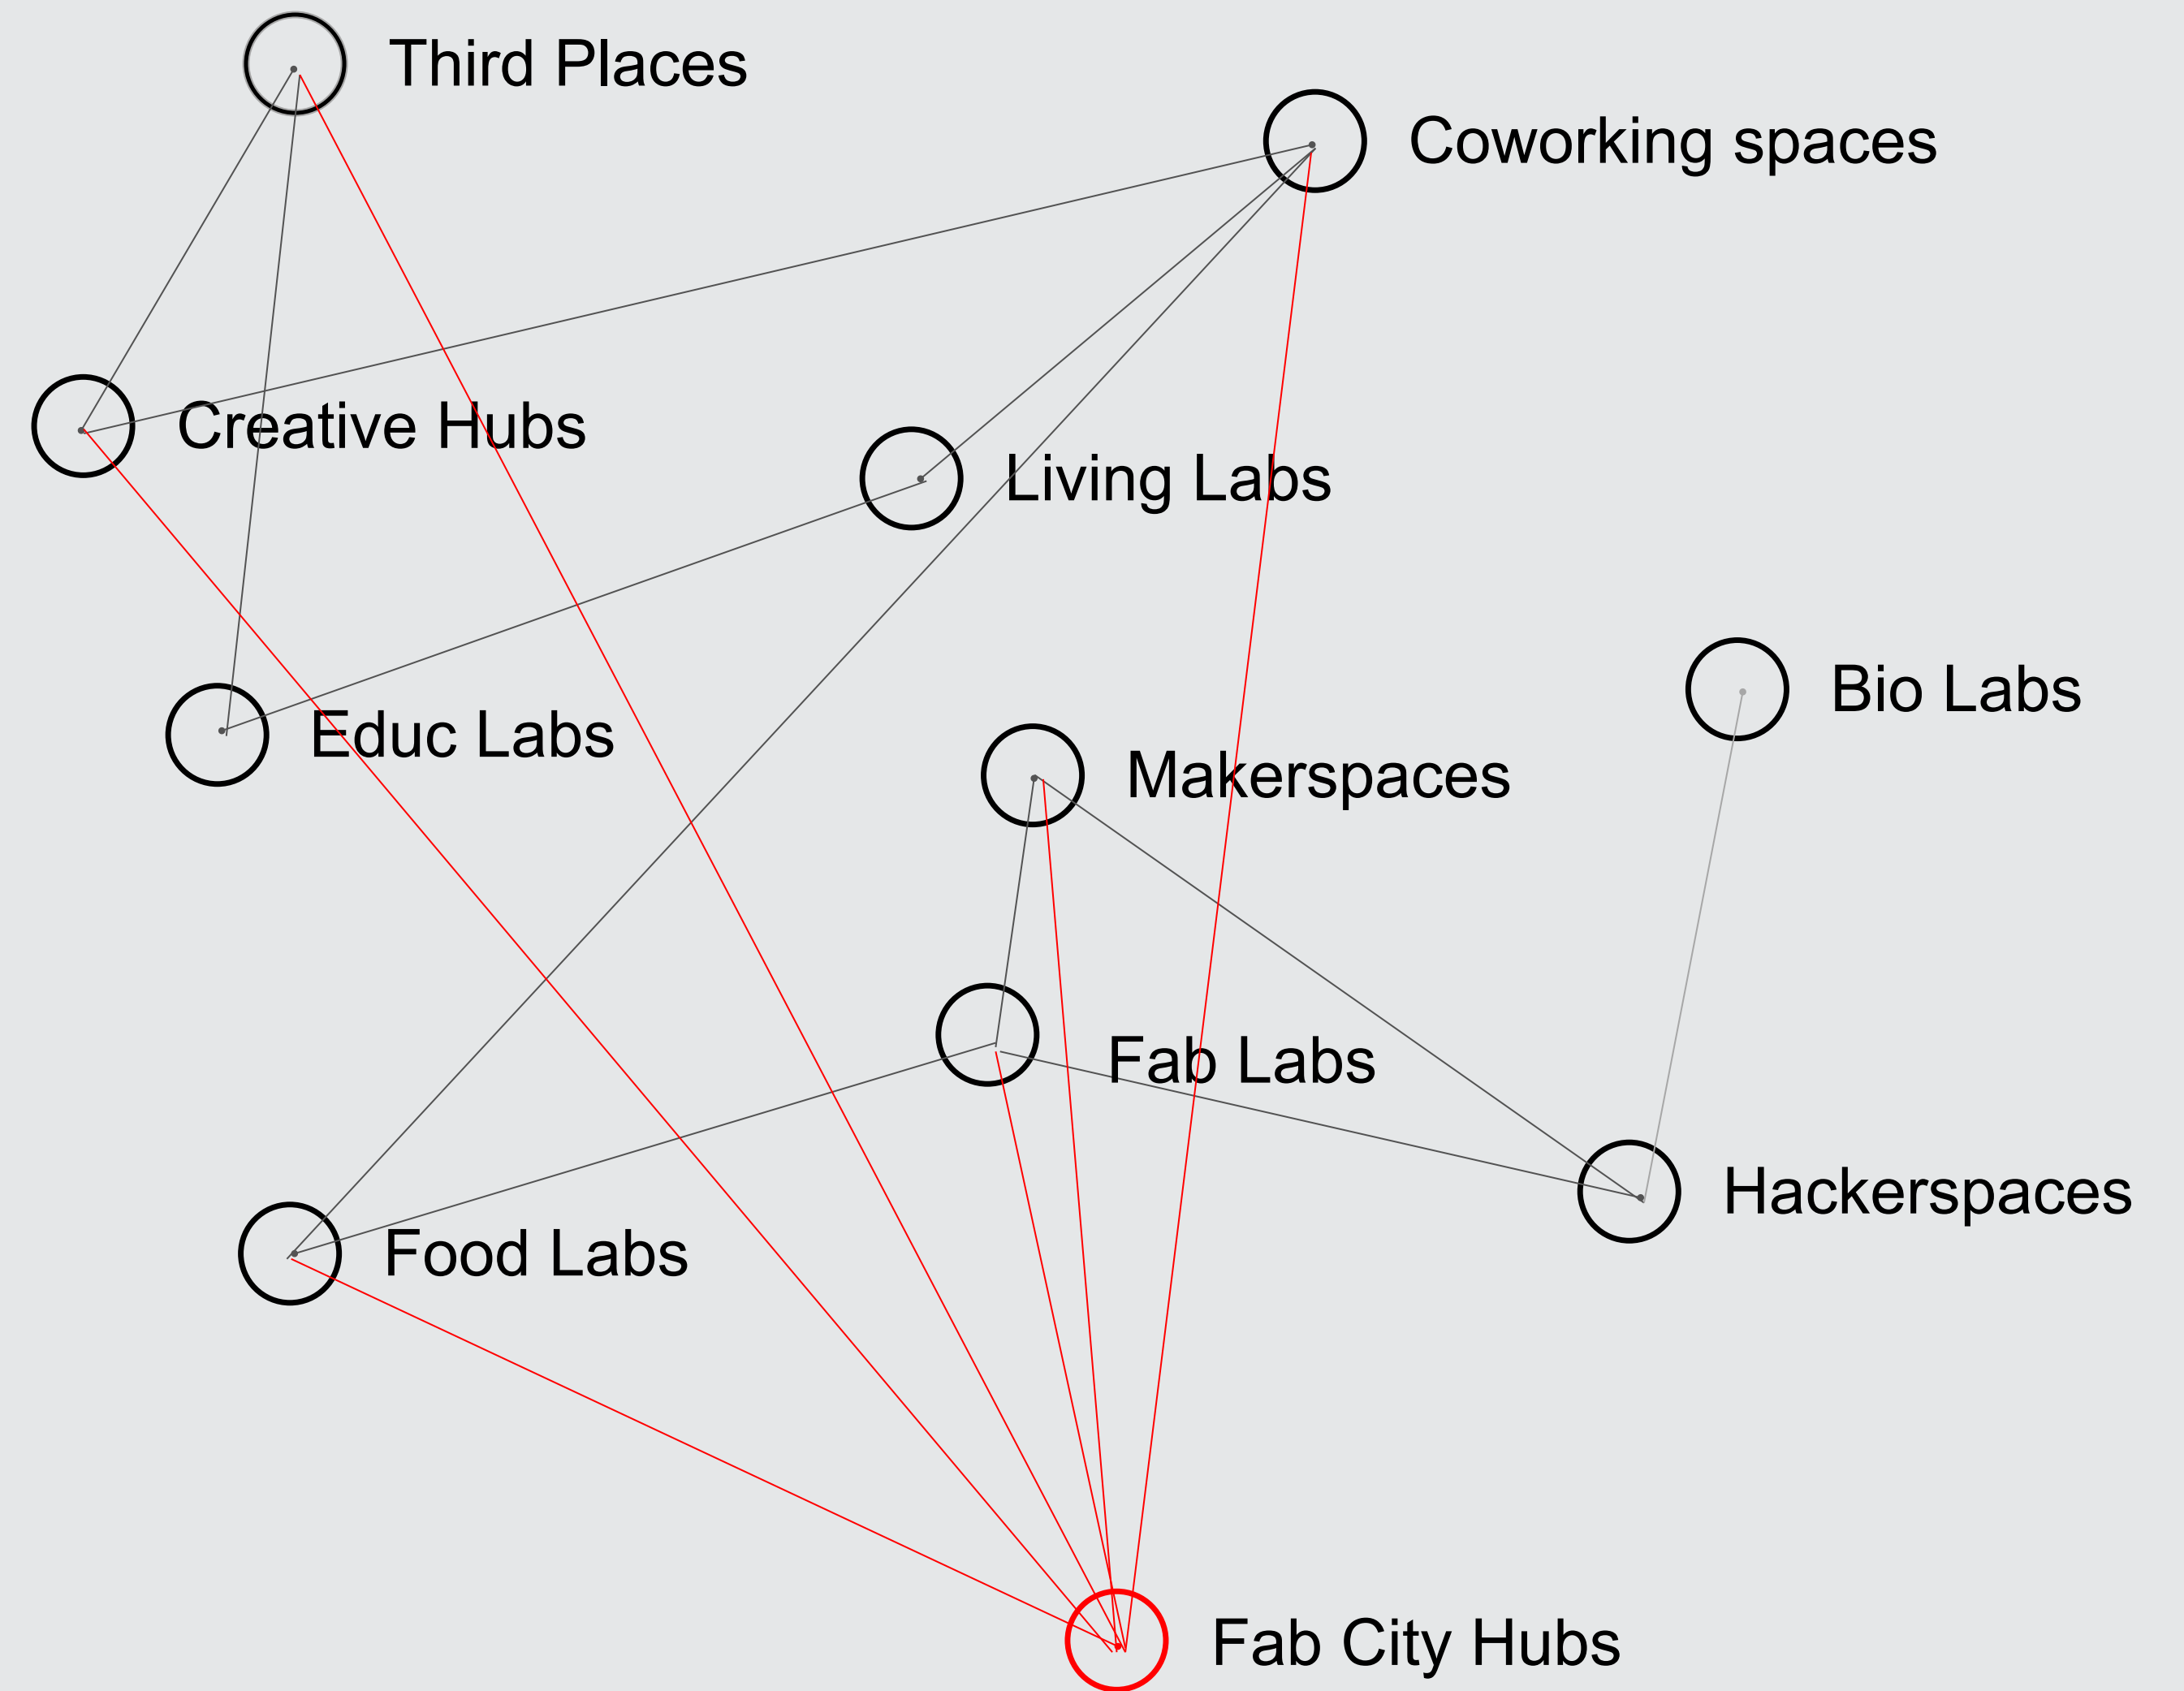 Third Places
Coworking spaces
Creative Hubs
Living Labs
Bio Labs
Educ Labs
Makerspaces
Fab Labs
Hackerspaces
Food Labs
Fab City Hubs